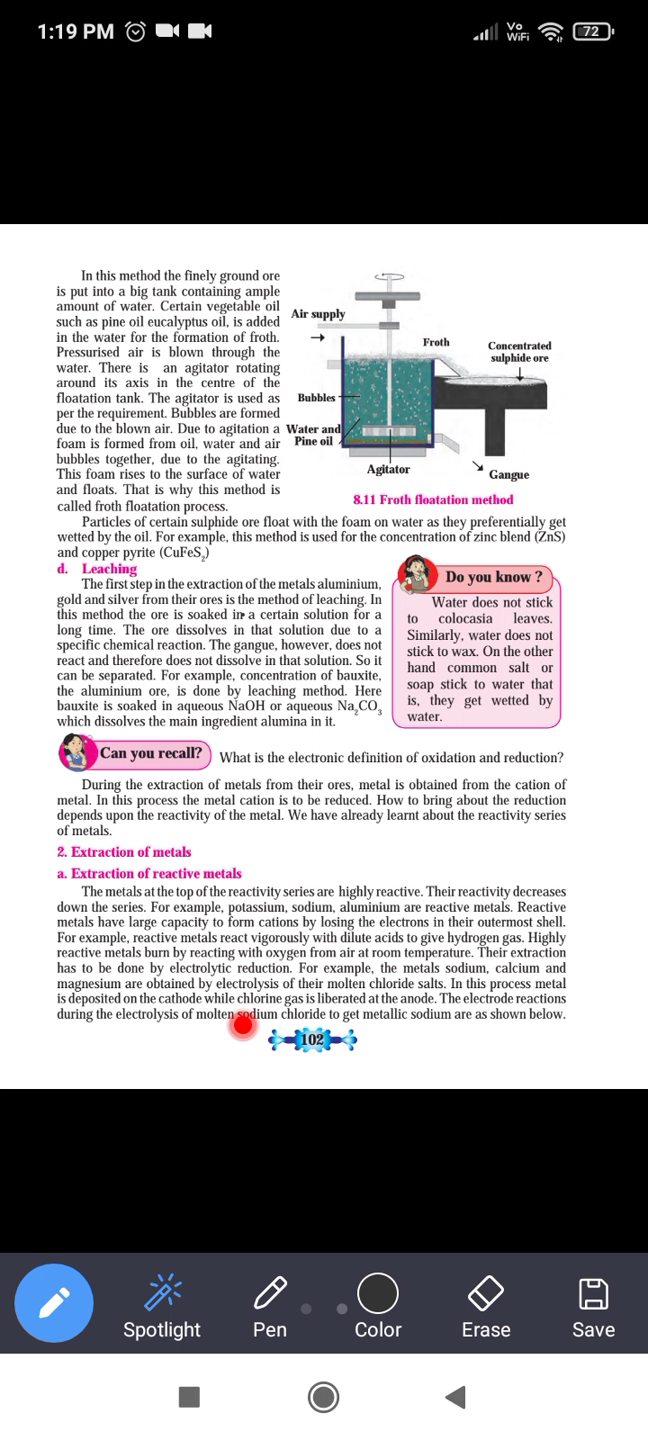 1:19 PM
Vo WiFi
72
In this method the finely ground ore
is put into a big tank containing ample
amount of water. Certain vegetable oil
such as pine oil eucalyptus oil, is added
in the water for the formation of froth.
Pressurised air is blown through the
water. There is an agitator rotating
around its axis in the centre of the
floatation tank. The agitator is used as
per the requirement. Bubbles are formed
due to the blown air. Due to agitation a
foam is formed from oil, water and air
bubbles together, due to the agitating.
This foam rises to the surface of water
and floats. That is why this method is
called froth floatation process.
Air supply
Froth
Concentrated
sulphide ore
Bubbles
Water and
Pine oil
Agitator
Gangue
8.11 Froth floatation method
Particles of certain sulphide ore float with the foam on water as they preferentially get
wetted by the oil. For example, this method is used for the concentration of zinc blend (ZnS)
and copper pyrite (CuFeS₂)
d. Leaching
The first step in the extraction of the metals aluminium,
gold and silver from their ores is the method of leaching. In
this method the ore is soaked in a certain solution for a
long time. The ore dissolves in that solution due to a
specific chemical reaction. The gangue, however, does not
react and therefore does not dissolve in that solution. So it
can be separated. For example, concentration of bauxite,
the aluminium ore, is done by leaching method. Here
bauxite is soaked in aqueous NaOH or aqueous Na₂CO₃
which dissolves the main ingredient alumina in it.
Do you know ?
Water does not stick
to colocasia leaves.
Similarly, water does not
stick to wax. On the other
hand common salt or
soap stick to water that
is, they get wetted by
water.
Can you recall? What is the electronic definition of oxidation and reduction?
During the extraction of metals from their ores, metal is obtained from the cation of
metal. In this process the metal cation is to be reduced. How to bring about the reduction
depends upon the reactivity of the metal. We have already learnt about the reactivity series
of metals.
2. Extraction of metals
a. Extraction of reactive metals
The metals at the top of the reactivity series are highly reactive. Their reactivity decreases
down the series. For example, potassium, sodium, aluminium are reactive metals. Reactive
metals have large capacity to form cations by losing the electrons in their outermost shell.
For example, reactive metals react vigorously with dilute acids to give hydrogen gas. Highly
reactive metals burn by reacting with oxygen from air at room temperature. Their extraction
has to be done by electrolytic reduction. For example, the metals sodium, calcium and
magnesium are obtained by electrolysis of their molten chloride salts. In this process metal
is deposited on the cathode while chlorine gas is liberated at the anode. The electrode reactions
during the electrolysis of molten sodium chloride to get metallic sodium are as shown below.
102
Spotlight
Pen
Color
Erase
Save